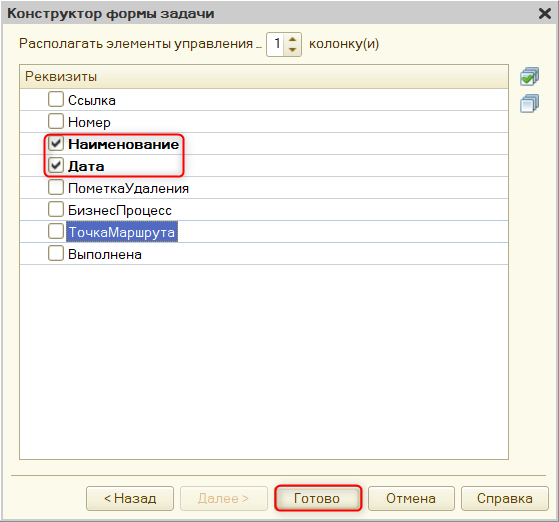 Конструктор формы задачи
Располагать элементы управления .. 1 колонку(и)
Реквизиты
Ссылка
Номер
Наименование
Дата
ПометкаУдаления
БизнесПроцесс
ТочкаМаршрута
Выполнена
< Назад Далее > Готово Отмена Справка